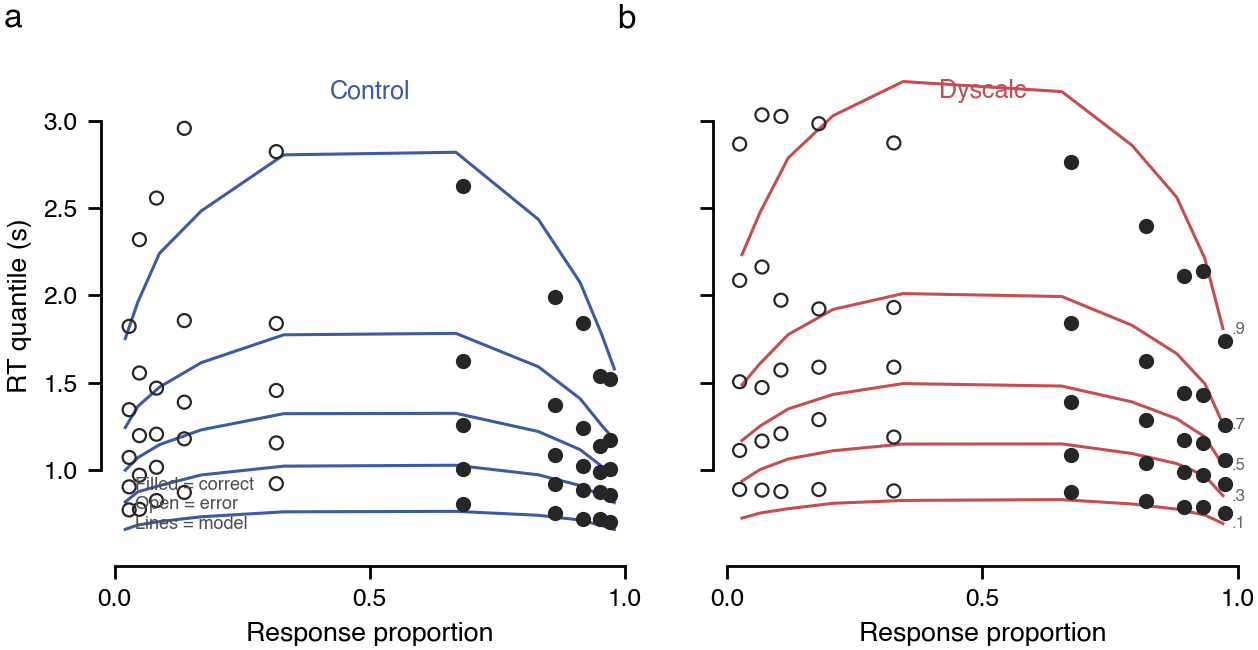 a
b
Control
Dyscalc
3.0
2.5
2.0
1.5
1.0
RT quantile (s)
Filled = correct
Open = error
Lines = model
.9
.7
.5
.3
.1
0.0
0.5
1.0
0.0
0.5
1.0
Response proportion
Response proportion